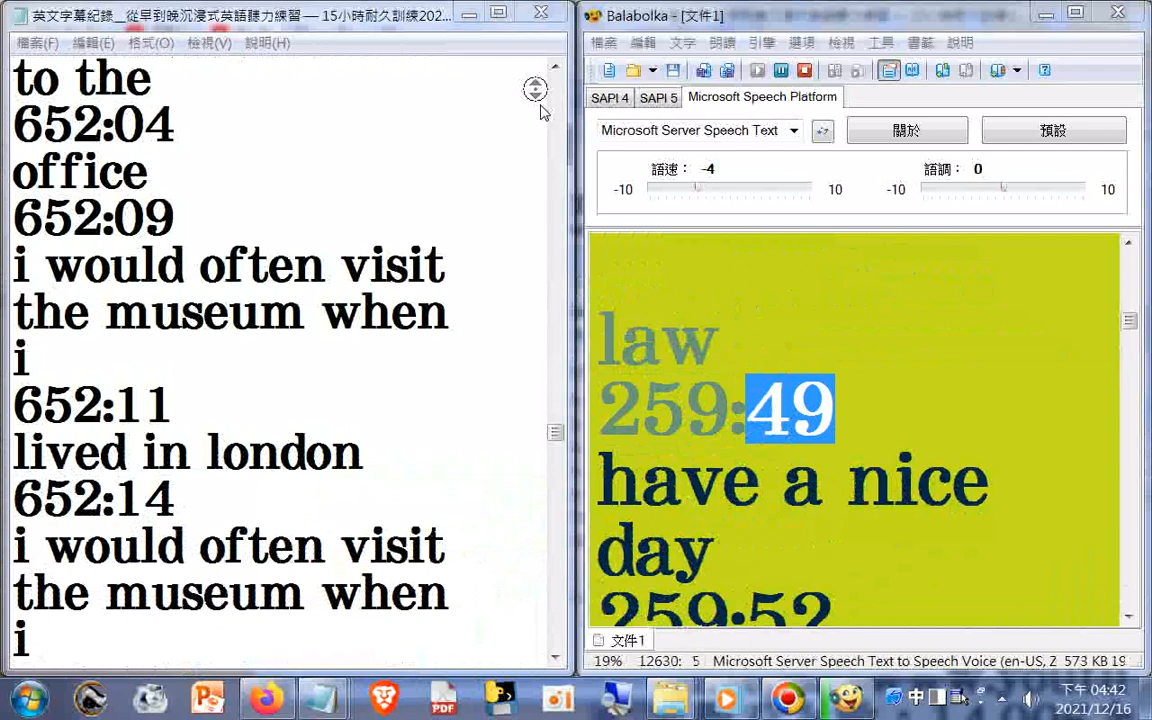 英文字幕紀錄__從早到晚沉浸式英語聽力練習 — 15小時耐久訓練202...
檔案(F) 編輯(E) 格式(O) 檢視(V) 說明(H)
to the
652:04
office
652:09
i would often visit
the museum when
i
652:11
lived in london
652:14
i would often visit
the museum when
i
Balabolka - [文件1]
檔案 編輯 文字 朗讀 引擎 選項 檢視 工具 書籤 說明
SAPI 4 SAPI 5 Microsoft Speech Platform
Microsoft Server Speech Text 關於 預設
語速： -4 語調： 0
-10 10 -10 10
law
259:49
have a nice
day
259:52
文件1
19% 12630: 5 Microsoft Server Speech Text to Speech Voice (en-US, 2 573 KB 19
PDF 中 下午 04:42
2021/12/16